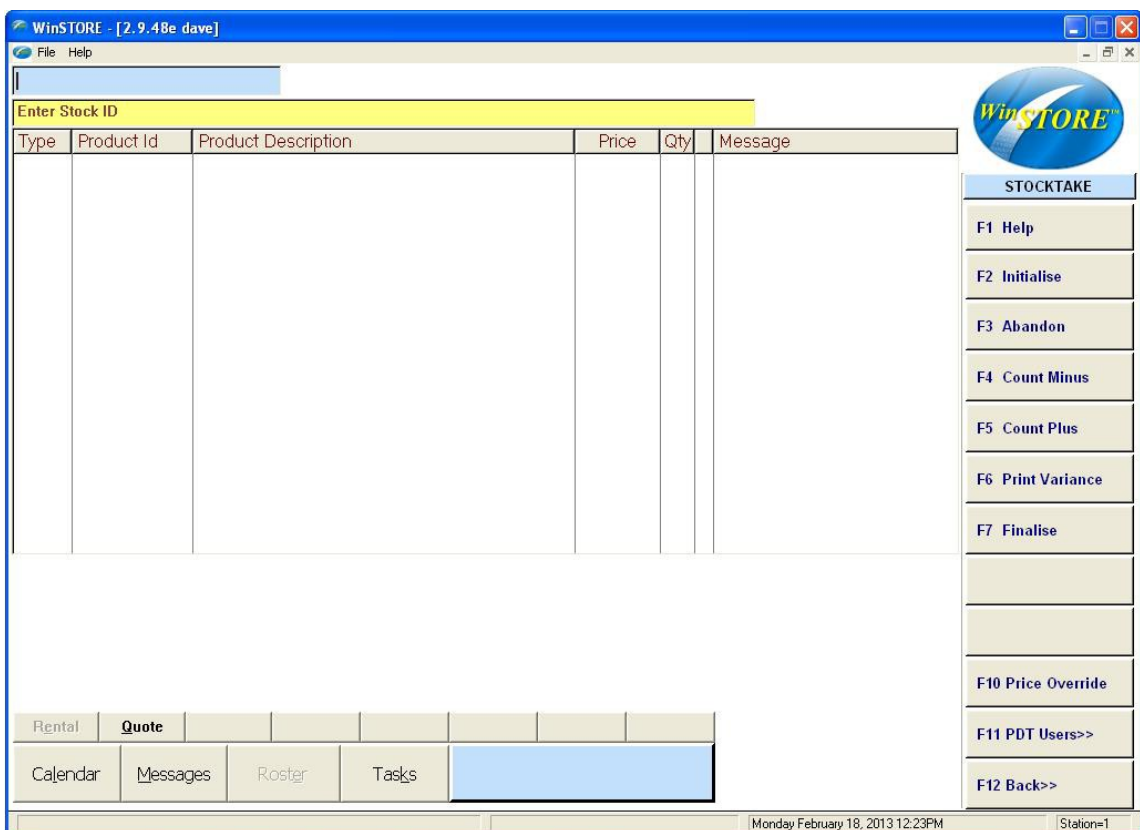 WinSTORE - [2.9.48e dave]
File Help
Enter Stock ID
WinSTORE™
Type Product Id Product Description Price Qty Message
STOCKTAKE
F1 Help
F2 Initialise
F3 Abandon
F4 Count Minus
F5 Count Plus
F6 Print Variance
F7 Finalise
F10 Price Override
F11 PDT Users>>
F12 Back>>
Rental Quote
Calendar Messages Roster Tasks
Monday February 18, 2013 12:23PM Station=1